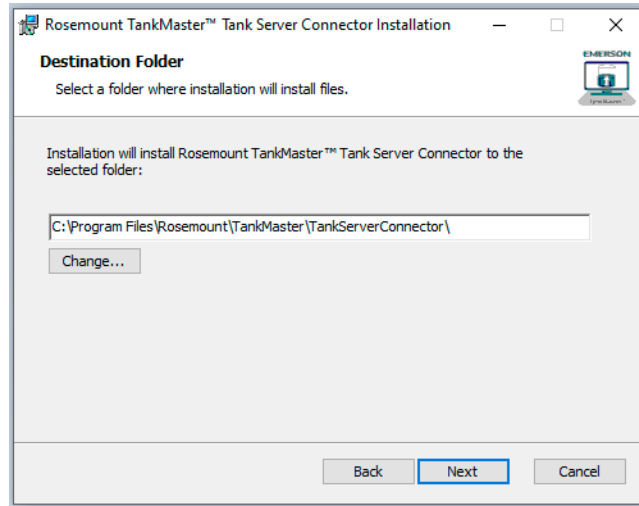 Rosemount TankMaster™ Tank Server Connector Installation
Destination Folder
Select a folder where installation will install files.
EMERSON
Installation will install Rosemount TankMaster™ Tank Server Connector to the
selected folder:
C:\Program Files\Rosemount\TankMaster\TankServerConnector\
Change...
Back
Next
Cancel